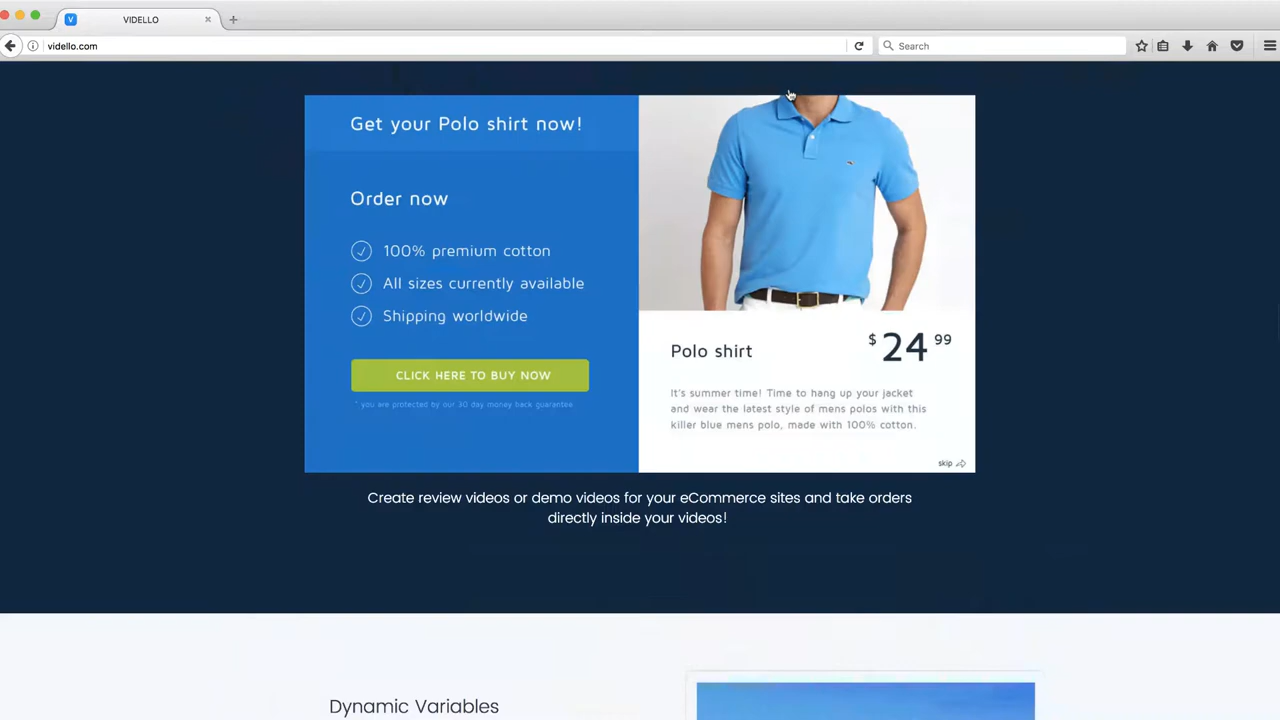 VIDELLO
vidello.com
Search
Get your Polo shirt now!
Order now
100% premium cotton
All sizes currently available
Shipping worldwide
CLICK HERE TO BUY NOW
* you are protected by our 30 day money back guarantee
Polo shirt
$ 24 99
It's summer time! Time to hang up your jacket
and wear the latest style of mens polos with this
killer blue mens polo, made with 100% cotton.
skip
Create review videos or demo videos for your eCommerce sites and take orders
directly inside your videos!
Dynamic Variables